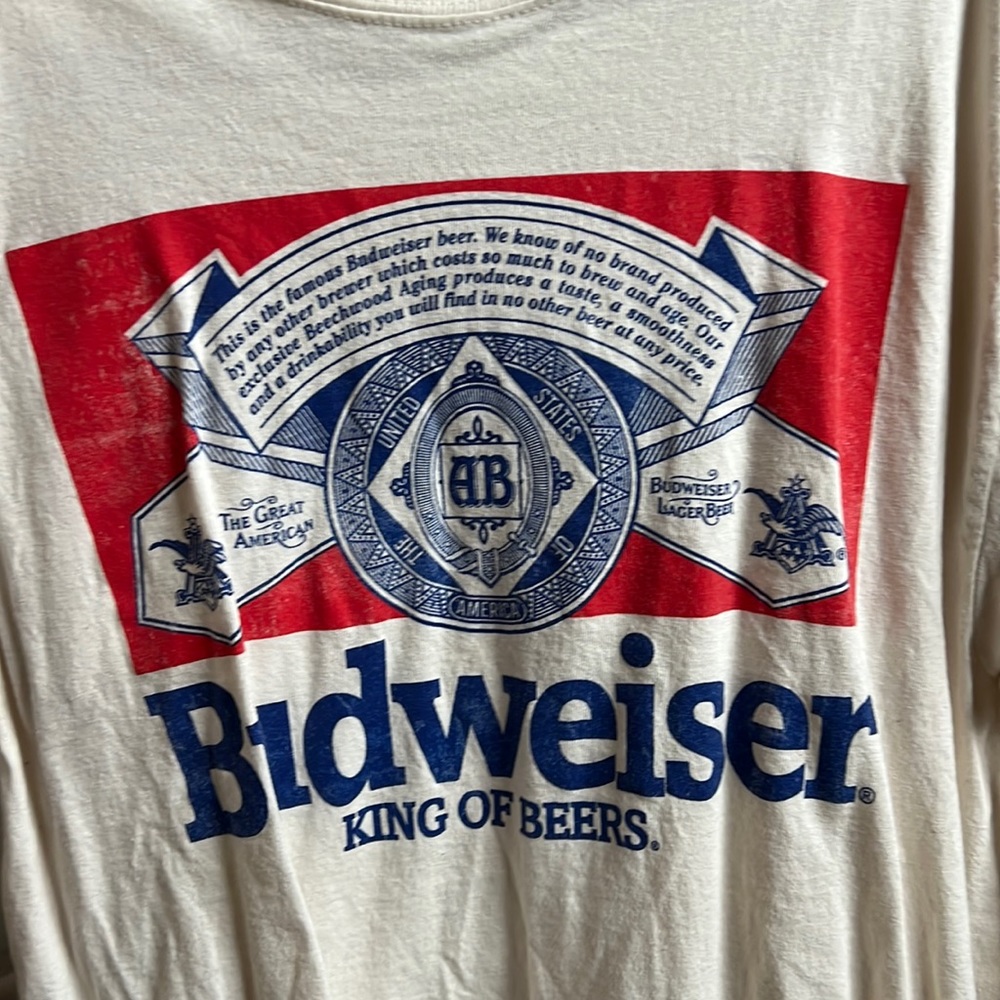 This is the famous Budweiser beer. We know of no brand produced
by any other brewer which costs so much to brew and age. Our
exclusive Beechwood Aging produces a taste, a smoothness
and a drinkability you will find in no other beer at any price.
UNITED STATES
AB
THE GREAT
AMERICAN
BUDWEISER
LAGER BEER
®
THE
OF
AMERICA
Budweiser®
KING OF BEERS®